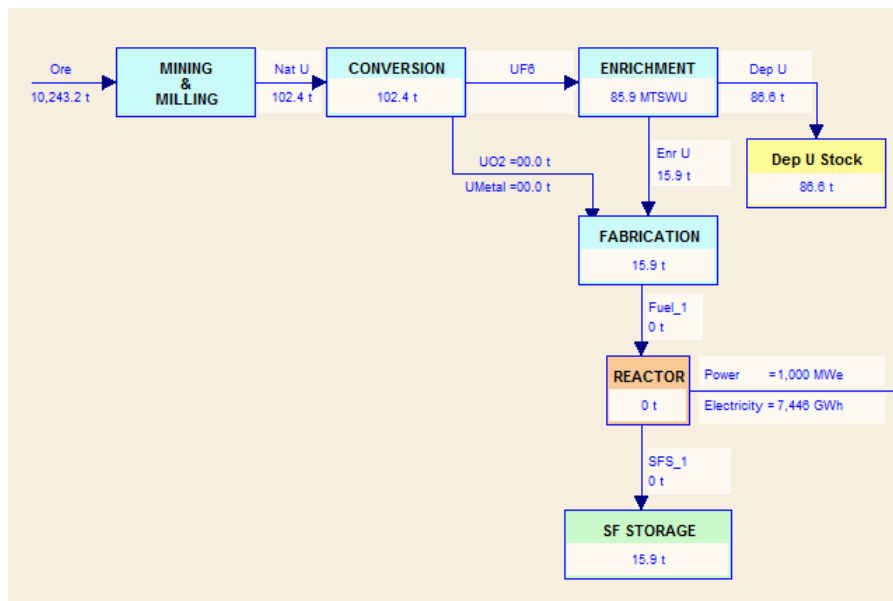 Ore
10,243.2 t
MINING
&
MILLING
Nat U
102.4 t
CONVERSION
102.4 t
UF6
ENRICHMENT
85.9 MTSWU
Dep U
86.6 t
Dep U Stock
86.6 t
UO2 =00.0 t
UMetal =00.0 t
Enr U
15.9 t
FABRICATION
15.9 t
Fuel_1
0 t
REACTOR
0 t
Power =1,000 MWe
Electricity = 7,446 GWh
SFS_1
0 t
SF STORAGE
15.9 t